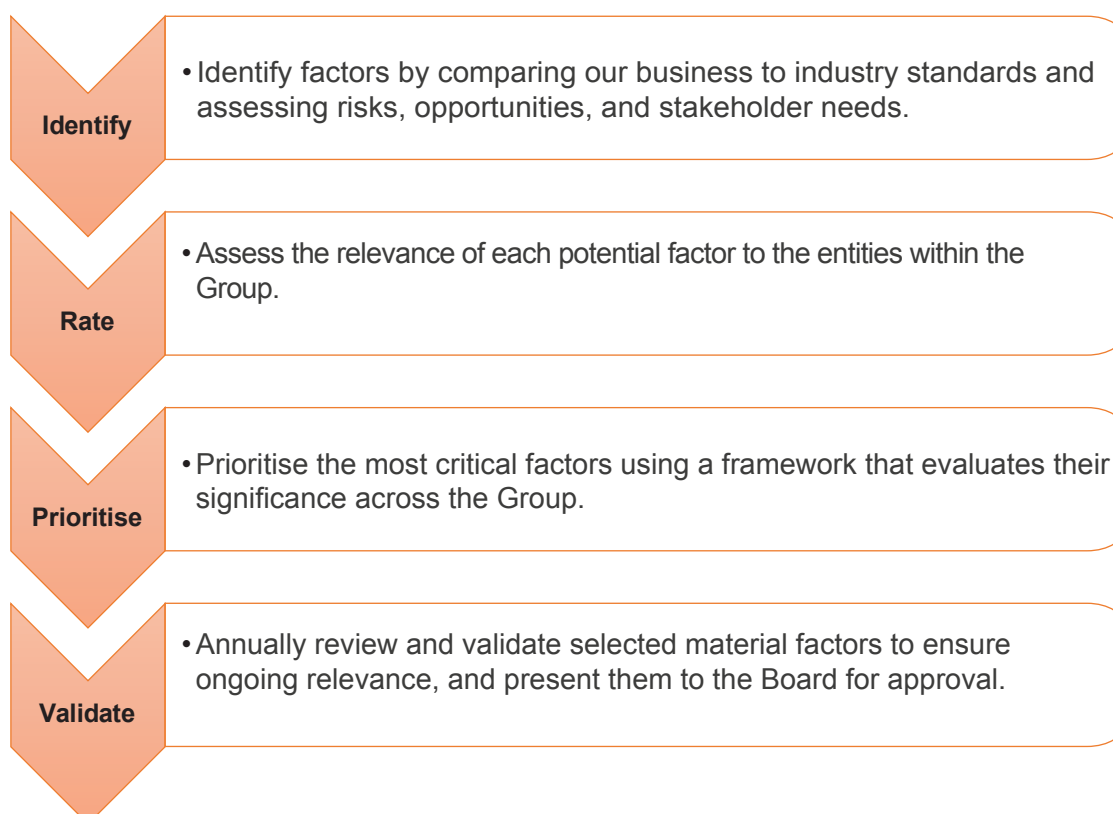 Identify
• Identify factors by comparing our business to industry standards and
assessing risks, opportunities, and stakeholder needs.
Rate
• Assess the relevance of each potential factor to the entities within the
Group.
Prioritise
• Prioritise the most critical factors using a framework that evaluates their
significance across the Group.
Validate
• Annually review and validate selected material factors to ensure
ongoing relevance, and present them to the Board for approval.